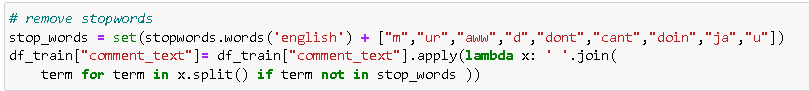 # remove stopwords
stop_words = set(stopwords.words('english') + ["m","ur","aww","d","dont","cant","doin","ja","u"])
df_train["comment_text"]= df_train["comment_text"].apply(lambda x: ' '.join(
    term for term in x.split() if term not in stop_words ))